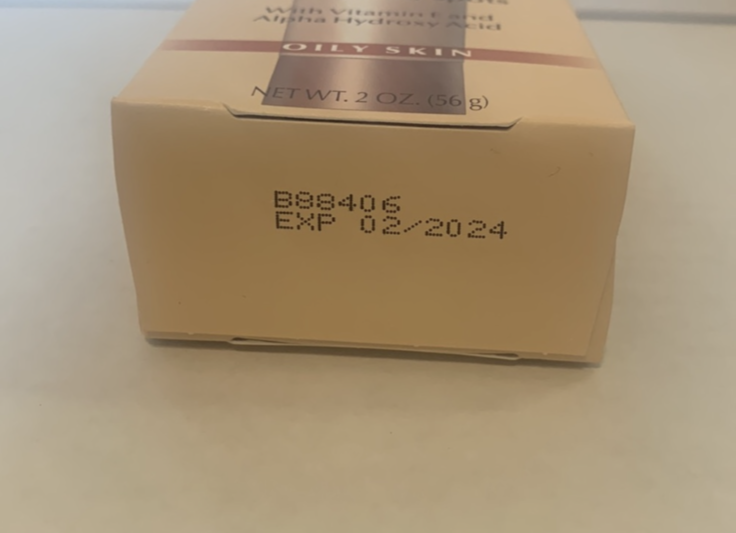 With Vitamin E and
Alpha Hydroxy Acid
OILY SKIN
NET WT. 2 OZ. (56 g)
B88406
EXP 02/2024